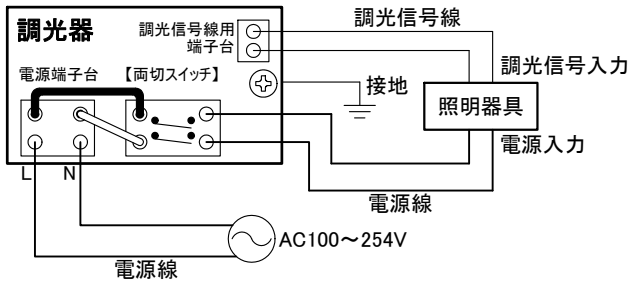 調光器
調光信号線用
端子台
調光信号線
調光信号入力
電源端子台
【両切スイッチ】
接地
照明器具
電源入力
L
N
電源線
AC100～254V
電源線